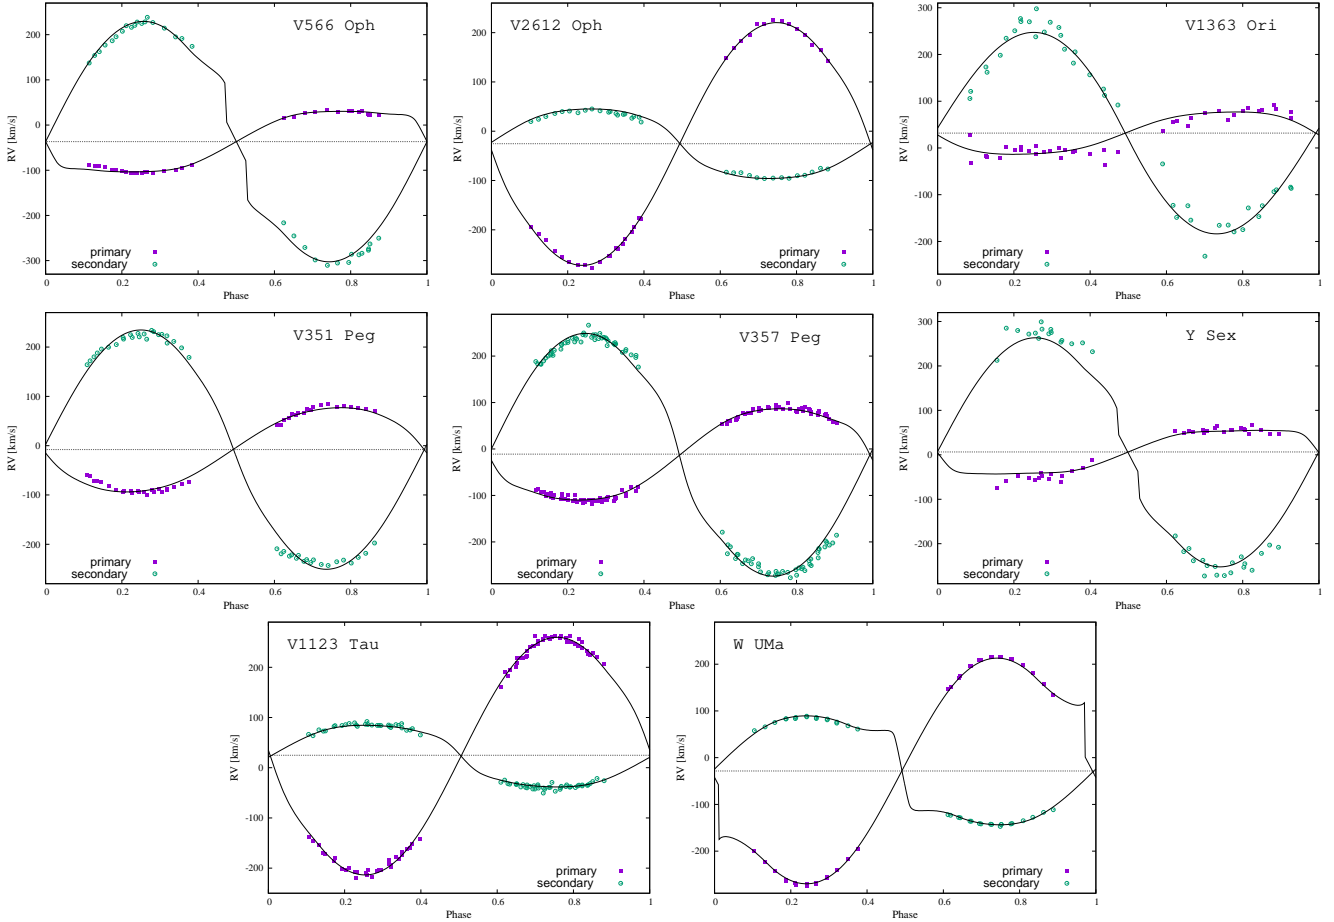 V566 Oph
RV [km/s]
200
100
0
-100
-200
-300
primary
secondary
0 0.2 0.4 0.6 0.8 1
Phase
V2612 Oph
RV [km/s]
200
100
0
-100
-200
primary
secondary
0 0.2 0.4 0.6 0.8 1
Phase
V1363 Ori
RV [km/s]
300
200
100
0
-100
-200
primary
secondary
0 0.2 0.4 0.6 0.8 1
Phase
V351 Peg
RV [km/s]
200
100
0
-100
-200
primary
secondary
0 0.2 0.4 0.6 0.8 1
Phase
V357 Peg
RV [km/s]
200
100
0
-100
-200
primary
secondary
0 0.2 0.4 0.6 0.8 1
Phase
Y Sex
RV [km/s]
300
200
100
0
-100
-200
primary
secondary
0 0.2 0.4 0.6 0.8 1
Phase
V1123 Tau
RV [km/s]
200
100
0
-100
-200
primary
secondary
0 0.2 0.4 0.6 0.8 1
Phase
W UMa
RV [km/s]
200
100
0
-100
-200
primary
secondary
0 0.2 0.4 0.6 0.8 1
Phase